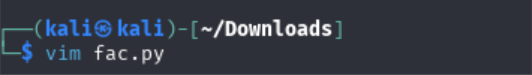 ┌──(kali㉿kali)-[~/Downloads]
└─$ vim fac.py